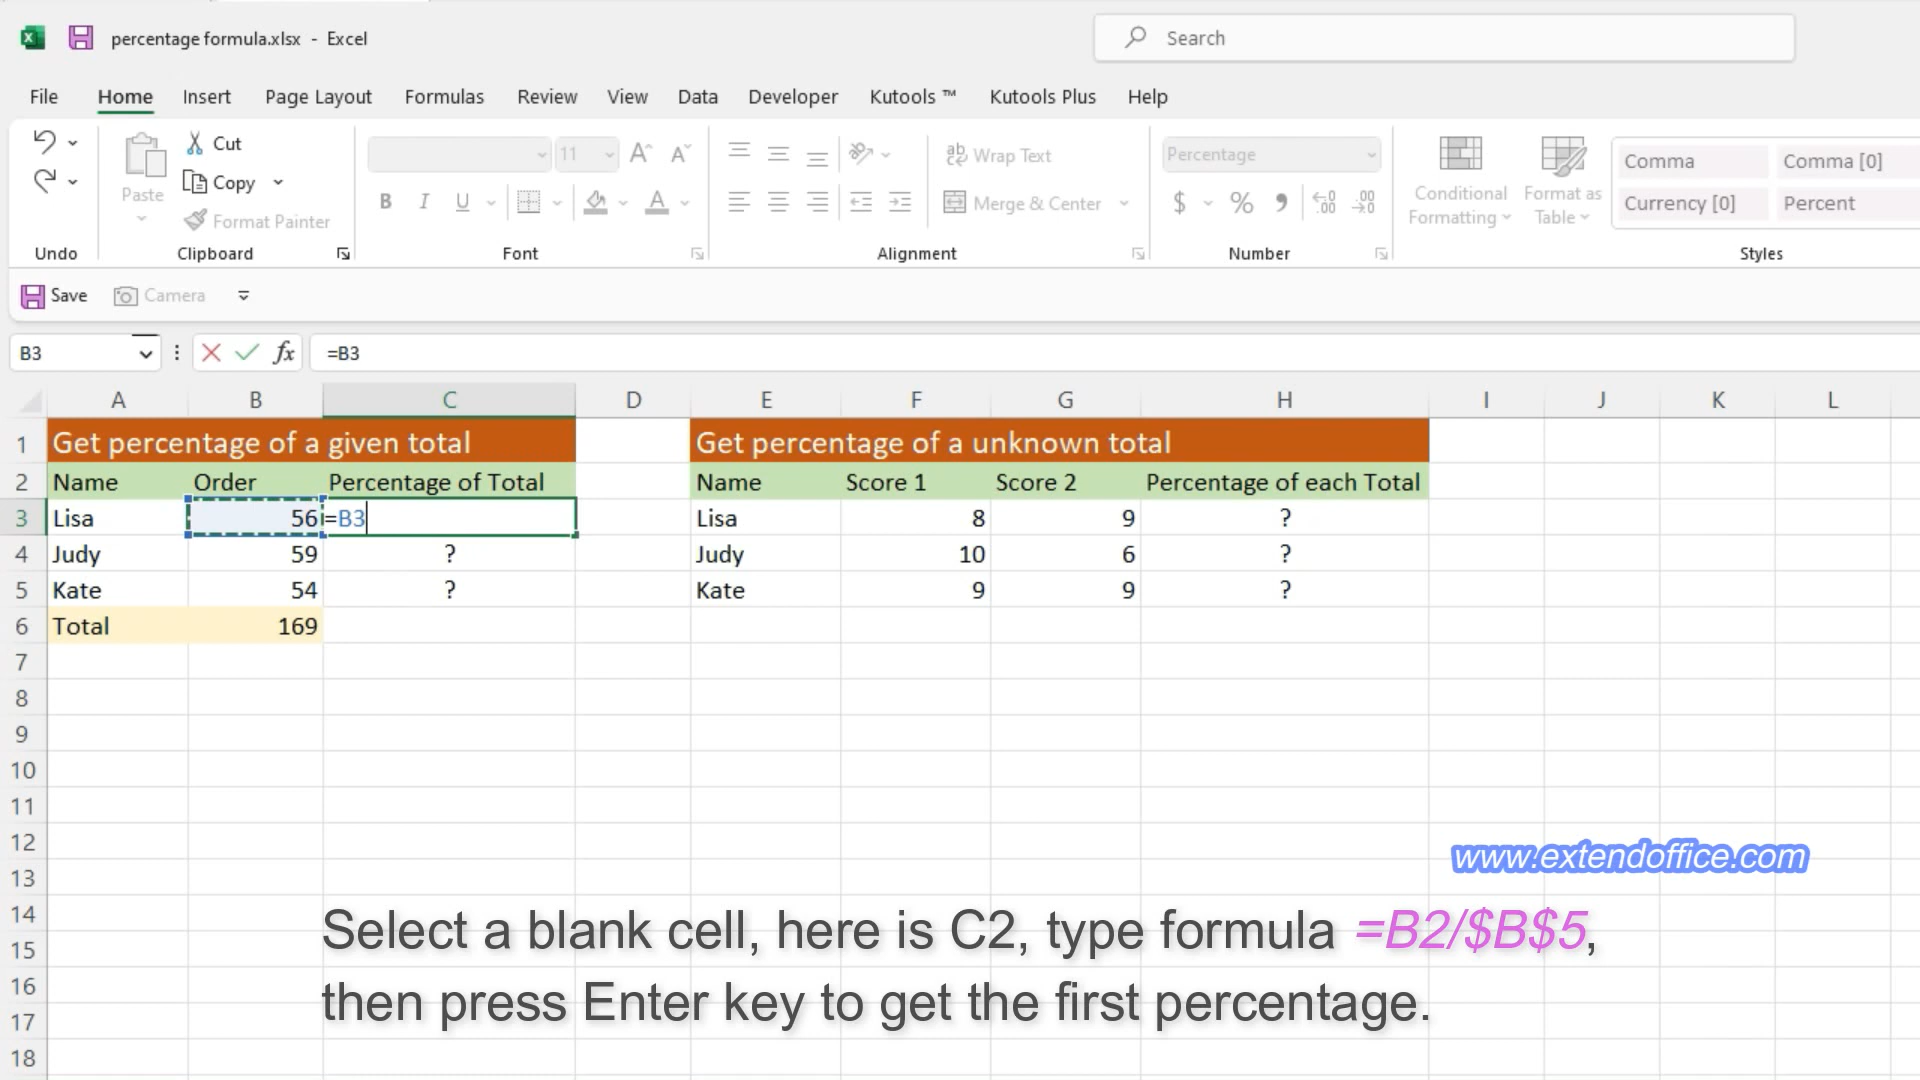 percentage formula.xlsx - Excel
Search
File Home Insert Page Layout Formulas Review View Data Developer Kutools ™ Kutools Plus Help
Undo
Paste
Cut
Copy
Format Painter
Clipboard
11 A A
B I U A
Font
ab Wrap Text
Merge & Center
Alignment
Percentage
$ % 9 .00 .00
Number
Conditional Formatting
Format as Table
Comma Comma [0]
Currency [0] Percent
Styles
Save Camera
B3 fx =B3
A B C D E F G H I J K L
1 Get percentage of a given total Get percentage of a unknown total
2 Name Order Percentage of Total Name Score 1 Score 2 Percentage of each Total
3 Lisa 56 =B3 Lisa 8 9 ?
4 Judy 59 ? Judy 10 6 ?
5 Kate 54 ? Kate 9 9 ?
6 Total 169
7
8
9
10
11
12
13
14
15
16
17
18
www.extendoffice.com
Select a blank cell, here is C2, type formula =B2/$B$5,
then press Enter key to get the first percentage.